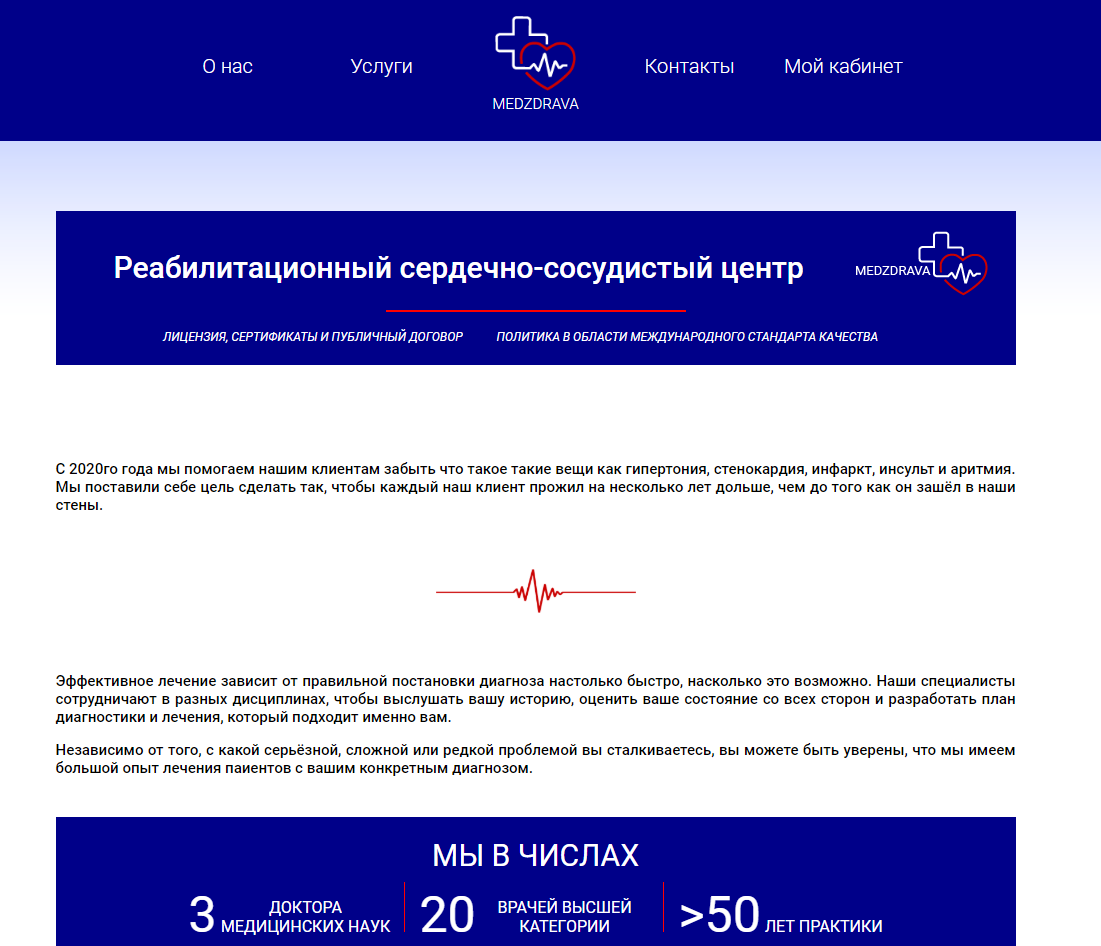 О нас Услуги Контакты Мой кабинет
MEDZDRAVA
Реабилитационный сердечно-сосудистый центр
MEDZDRAVA
ЛИЦЕНЗИЯ, СЕРТИФИКАТЫ И ПУБЛИЧНЫЙ ДОГОВОР ПОЛИТИКА В ОБЛАСТИ МЕЖДУНАРОДНОГО СТАНДАРТА КАЧЕСТВА
С 2020го года мы помогаем нашим клиентам забыть что такое такие вещи как гипертония, стенокардия, инфаркт, инсульт и аритмия.
Мы поставили себе цель сделать так, чтобы каждый наш клиент прожил на несколько лет дольше, чем до того как он зашёл в наши
стены.
Эффективное лечение зависит от правильной постановки диагноза настолько быстро, насколько это возможно. Наши специалисты
сотрудничают в разных дисциплинах, чтобы выслушать вашу историю, оценить ваше состояние со всех сторон и разработать план
диагностики и лечения, который подходит именно вам.
Независимо от того, с какой серьёзной, сложной или редкой проблемой вы сталкиваетесь, вы можете быть уверены, что мы имеем
большой опыт лечения паиентов с вашим конкретным диагнозом.
МЫ В ЧИСЛАХ
3 ДОКТОРА
МЕДИЦИНСКИХ НАУК
20 ВРАЧЕЙ ВЫСШЕЙ
КАТЕГОРИИ
>50 ЛЕТ ПРАКТИКИ